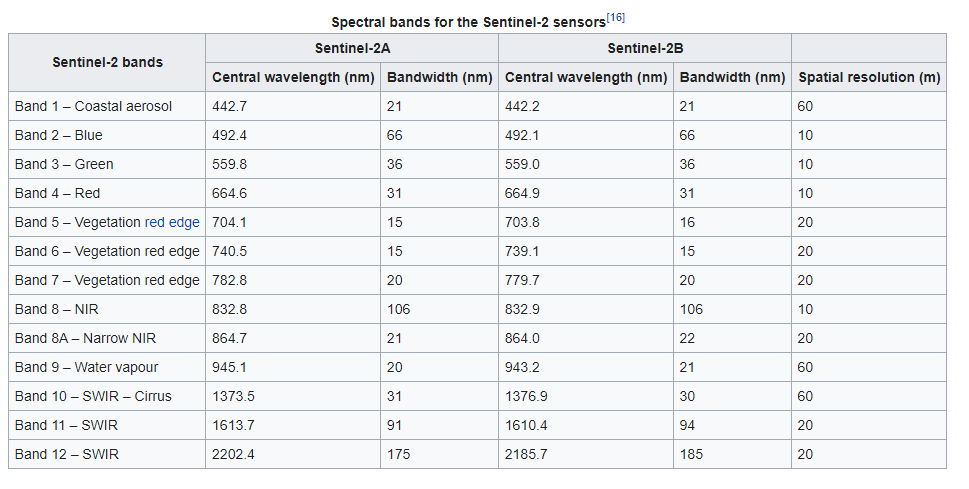 Spectral bands for the Sentinel-2 sensors[16]
Sentinel-2 bands Sentinel-2A Sentinel-2B
Central wavelength (nm) Bandwidth (nm) Central wavelength (nm) Bandwidth (nm) Spatial resolution (m)
Band 1 – Coastal aerosol 442.7 21 442.2 21 60
Band 2 – Blue 492.4 66 492.1 66 10
Band 3 – Green 559.8 36 559.0 36 10
Band 4 – Red 664.6 31 664.9 31 10
Band 5 – Vegetation red edge 704.1 15 703.8 16 20
Band 6 – Vegetation red edge 740.5 15 739.1 15 20
Band 7 – Vegetation red edge 782.8 20 779.7 20 20
Band 8 – NIR 832.8 106 832.9 106 10
Band 8A – Narrow NIR 864.7 21 864.0 22 20
Band 9 – Water vapour 945.1 20 943.2 21 60
Band 10 – SWIR – Cirrus 1373.5 31 1376.9 30 60
Band 11 – SWIR 1613.7 91 1610.4 94 20
Band 12 – SWIR 2202.4 175 2185.7 185 20